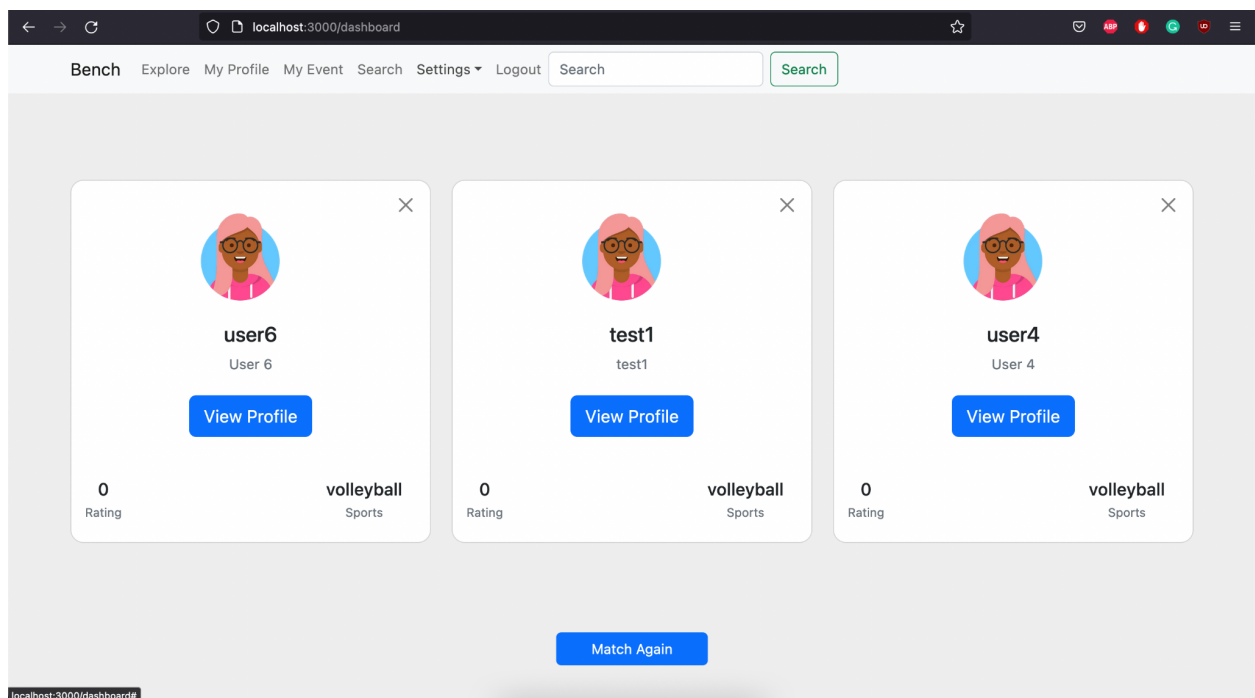 localhost:3000/dashboard
ABP
UO
Bench Explore My Profile My Event Search Settings Logout Search Search
user6 test1 user4
User 6 test1 User 4
View Profile View Profile View Profile
0 volleyball 0 volleyball 0 volleyball
Rating Sports Rating Sports Rating Sports
Match Again
localhost:3000/dashboard#